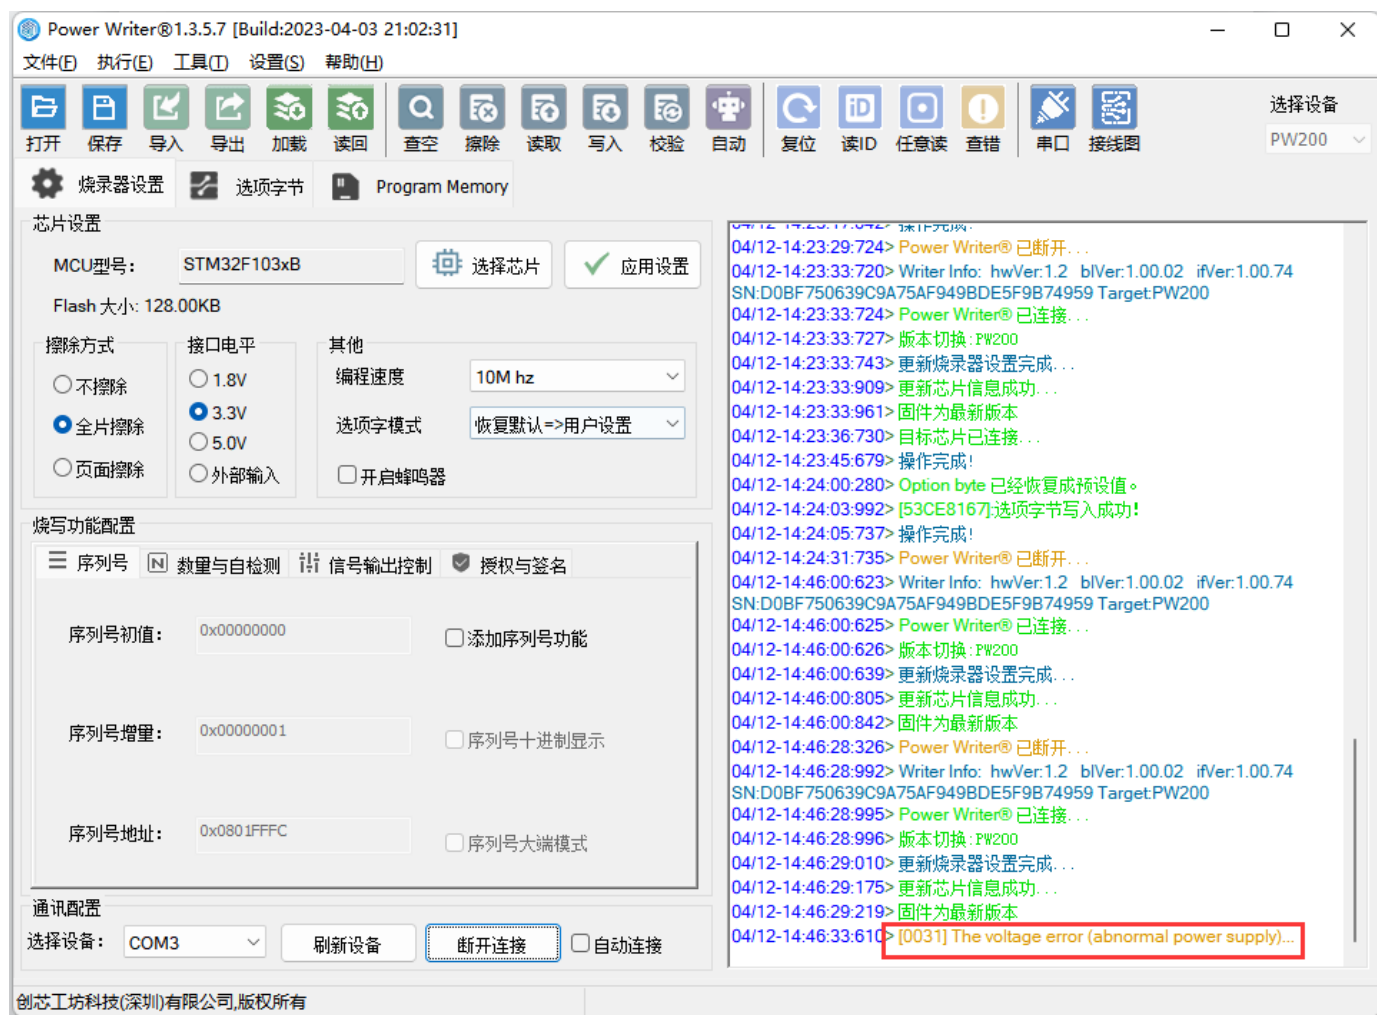 Power Writer®1.3.5.7 [Build:2023-04-03 21:02:31]
文件(F) 执行(E) 工具(T) 设置(S) 帮助(H)
打开 保存 导入 导出 加载 读回 查空 擦除 读取 写入 校验 自动 复位 读ID 任意读 查错 串口 接线图
选择设备
PW200
烧录器设置 选项字节 Program Memory
芯片设置
MCU型号: STM32F103xB 选择芯片 应用设置
Flash 大小: 128.00KB
擦除方式
不擦除
全片擦除
页面擦除
接口电平
1.8V
3.3V
5.0V
外部输入
其他
编程速度 10M hz
选项字模式 恢复默认=>用户设置
开启蜂鸣器
烧写功能配置
序列号 数量与自检测 信号输出控制 授权与签名
序列号初值: 0x00000000 添加序列号功能
序列号增量: 0x00000001 序列号十进制显示
序列号地址: 0x0801FFFC 序列号大端模式
通讯配置
选择设备: COM3 刷新设备 断开连接 自动连接
04/12-14:23:17:842> 操作完成!
04/12-14:23:29:724> Power Writer® 已断开...
04/12-14:23:33:720> Writer Info: hwVer:1.2 blVer:1.00.02 ifVer:1.00.74
SN:D0BF750639C9A75AF949BDE5F9B74959 Target:PW200
04/12-14:23:33:724> Power Writer® 已连接...
04/12-14:23:33:727> 版本切换:PW200
04/12-14:23:33:743> 更新烧录器设置完成...
04/12-14:23:33:909> 更新芯片信息成功...
04/12-14:23:33:961> 固件为最新版本
04/12-14:23:36:730> 目标芯片已连接...
04/12-14:23:45:679> 操作完成!
04/12-14:24:00:280> Option byte 已经恢复成预设值。
04/12-14:24:03:992> [53CE8167]:选项字节写入成功!
04/12-14:24:05:737> 操作完成!
04/12-14:24:31:735> Power Writer® 已断开...
04/12-14:46:00:623> Writer Info: hwVer:1.2 blVer:1.00.02 ifVer:1.00.74
SN:D0BF750639C9A75AF949BDE5F9B74959 Target:PW200
04/12-14:46:00:625> Power Writer® 已连接...
04/12-14:46:00:626> 版本切换:PW200
04/12-14:46:00:639> 更新烧录器设置完成...
04/12-14:46:00:805> 更新芯片信息成功...
04/12-14:46:00:842> 固件为最新版本
04/12-14:46:28:326> Power Writer® 已断开...
04/12-14:46:28:992> Writer Info: hwVer:1.2 blVer:1.00.02 ifVer:1.00.74
SN:D0BF750639C9A75AF949BDE5F9B74959 Target:PW200
04/12-14:46:28:995> Power Writer® 已连接...
04/12-14:46:28:996> 版本切换:PW200
04/12-14:46:29:010> 更新烧录器设置完成...
04/12-14:46:29:175> 更新芯片信息成功...
04/12-14:46:29:219> 固件为最新版本
04/12-14:46:33:610> [0031] The voltage error (abnormal power supply)...
创芯工坊科技(深圳)有限公司,版权所有